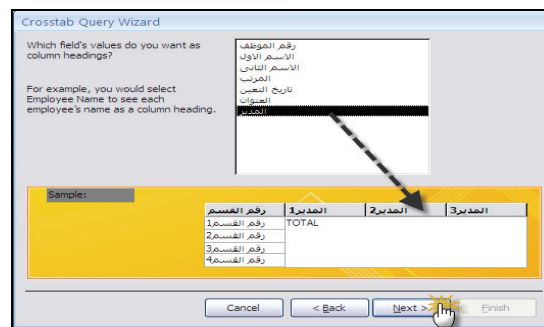 Crosstab Query Wizard
Which field's values do you want as
column headings?
For example, you would select
Employee Name to see each
employee's name as a column heading.
رقم الموظف
الاسم الاول
الاسم الثاني
المرتب
تاريخ التعين
العنوان
المدير
Sample:
رقم القسم المدير1 المدير2 المدير3
رقم القسم1 TOTAL
رقم القسم2
رقم القسم3
رقم القسم4
Cancel < Back Next > Finish